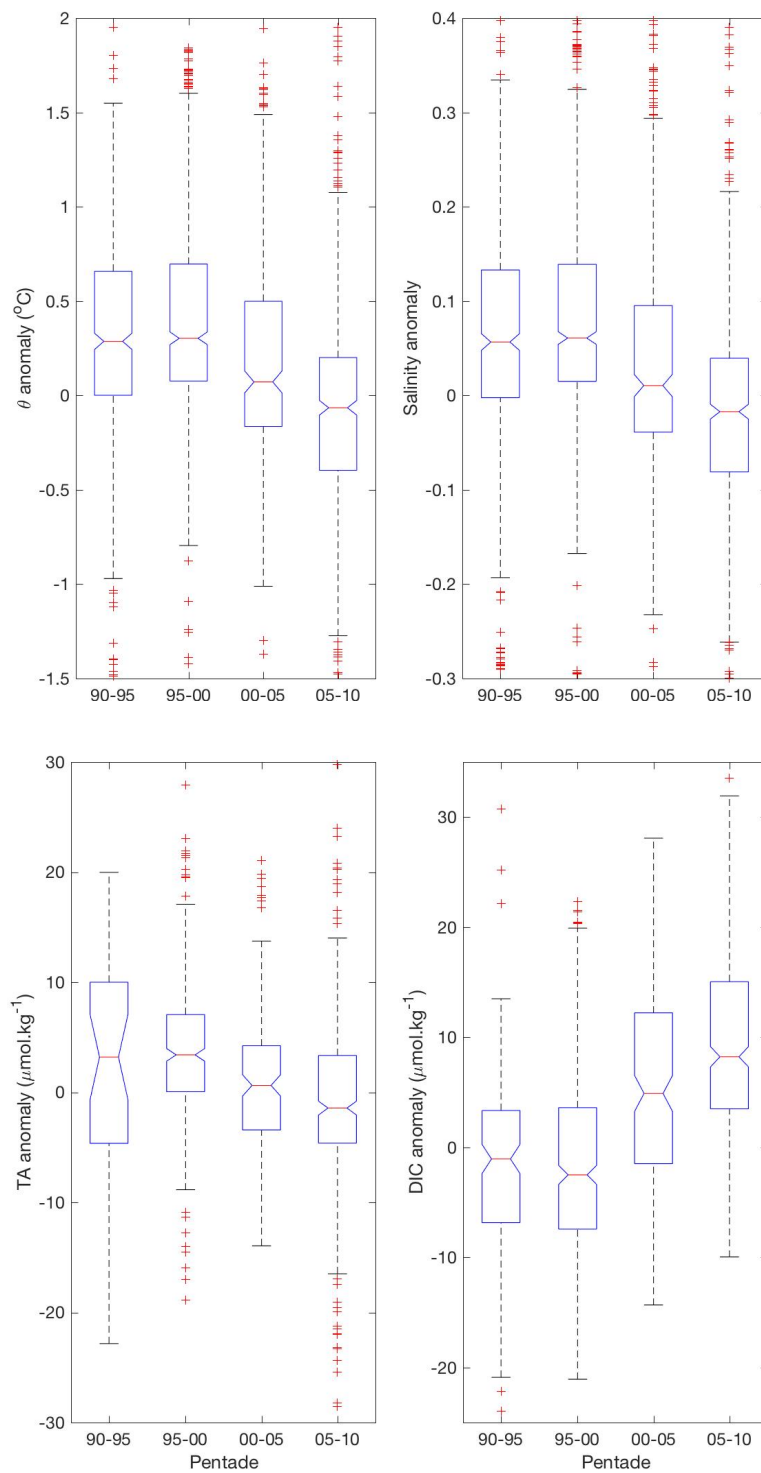 θ anomaly (°C)
2
1.5
1
0.5
0
-0.5
-1
-1.5
90-95 95-00 00-05 05-10
Salinity anomaly
0.4
0.3
0.2
0.1
0
-0.1
-0.2
-0.3
90-95 95-00 00-05 05-10
TA anomaly (μmol.kg⁻¹)
30
20
10
0
-10
-20
-30
90-95 95-00 00-05 05-10
Pentade
DIC anomaly (μmol.kg⁻¹)
30
20
10
0
-10
-20
90-95 95-00 00-05 05-10
Pentade